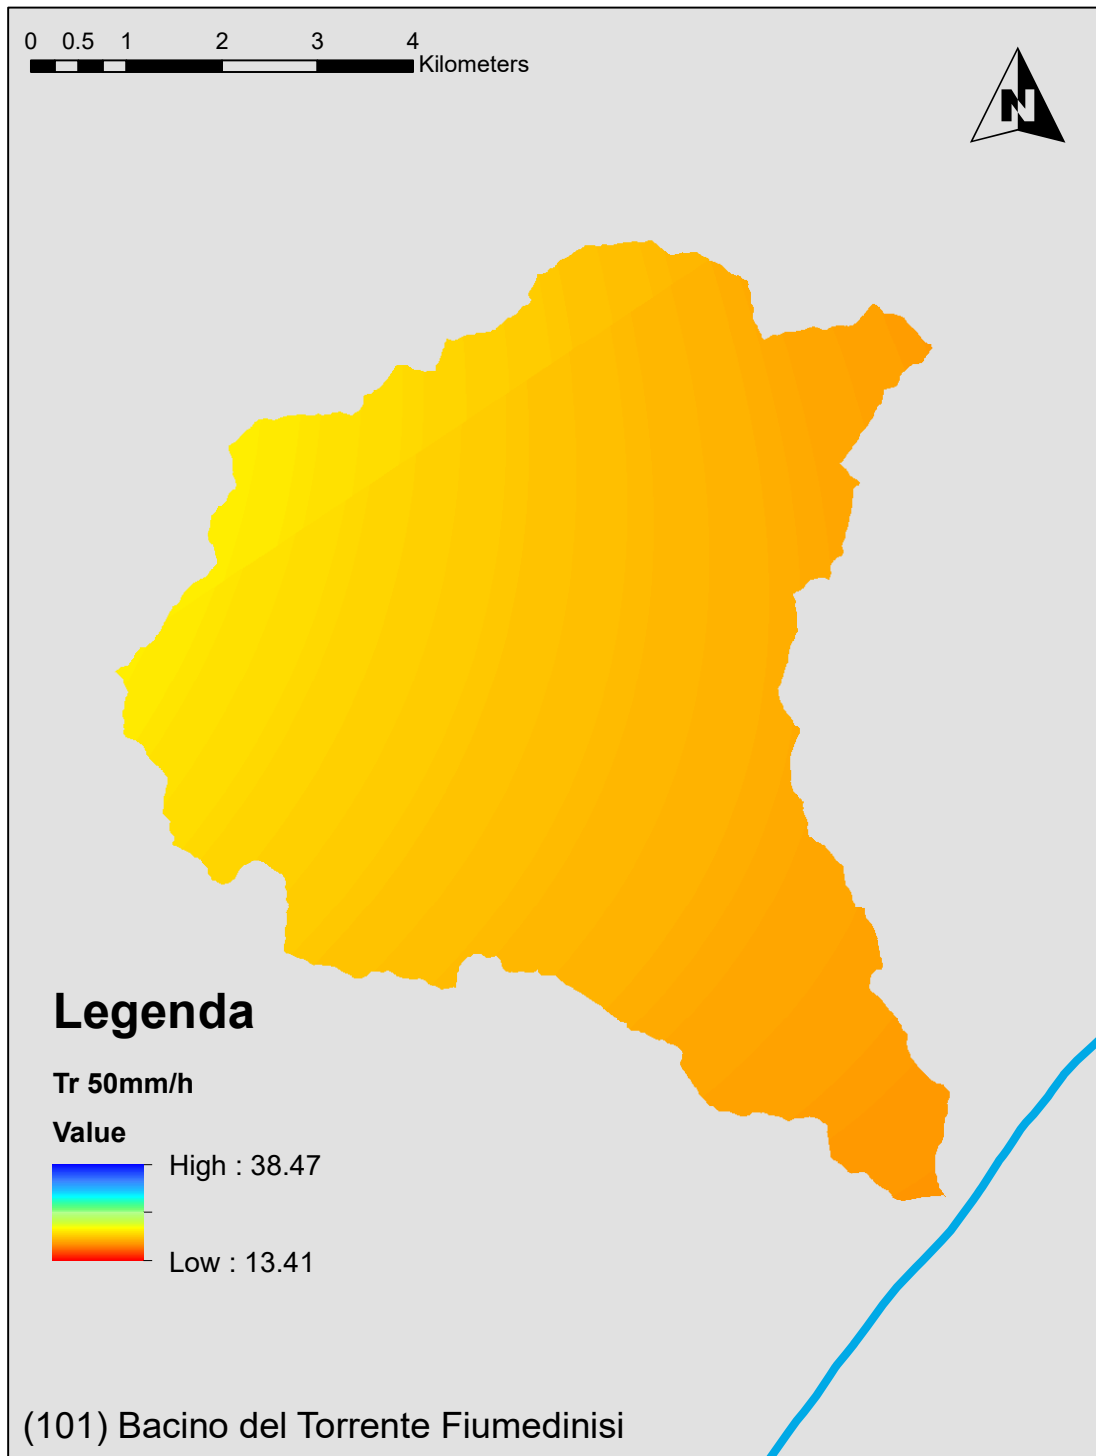 0 0.5 1 2 3 4
Kilometers
N
Legenda
Tr 50mm/h
Value
High : 38.47
Low : 13.41
(101) Bacino del Torrente Fiumedinisi